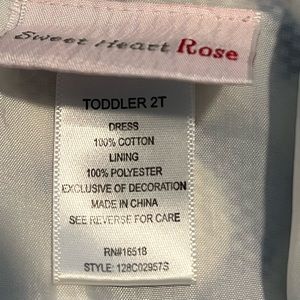 Sweet Heart Rose
TODDLER 2T
DRESS
100% COTTON
LINING
100% POLYESTER
EXCLUSIVE OF DECORATION
MADE IN CHINA
SEE REVERSE FOR CARE
RN#16518
STYLE: 128C02957S